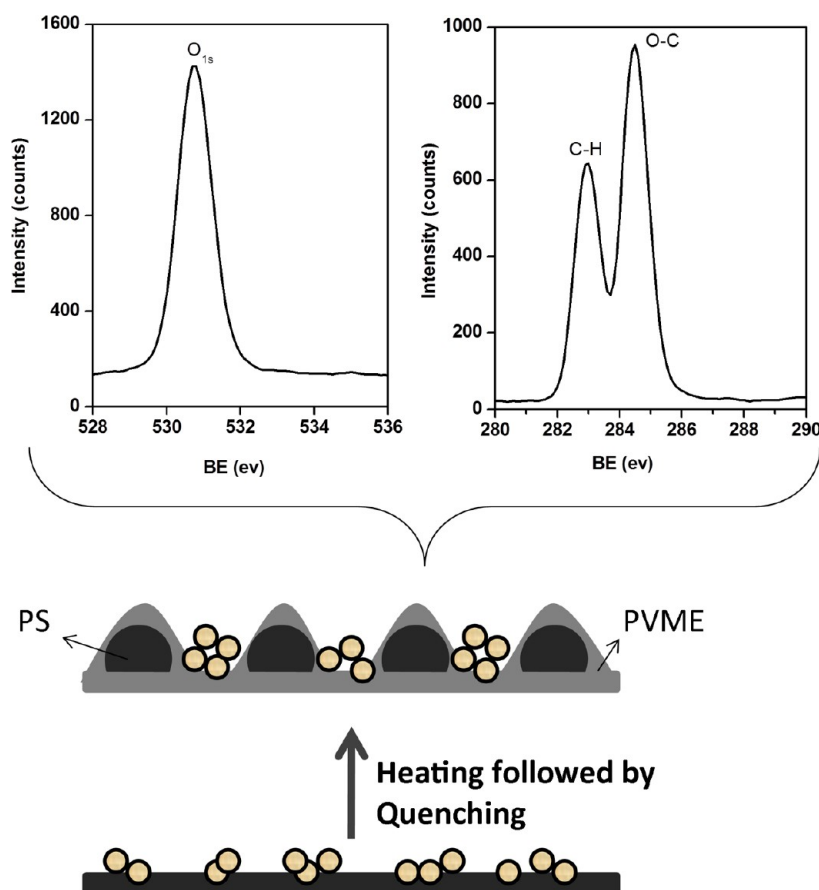 O1s
1600
1200
800
400
0
Intensity (counts)
528 530 532 534 536
BE (ev)
O-C
C-H
1000
800
600
400
200
0
Intensity (counts)
280 282 284 286 288 290
BE (ev)
PS
PVME
Heating followed by
Quenching